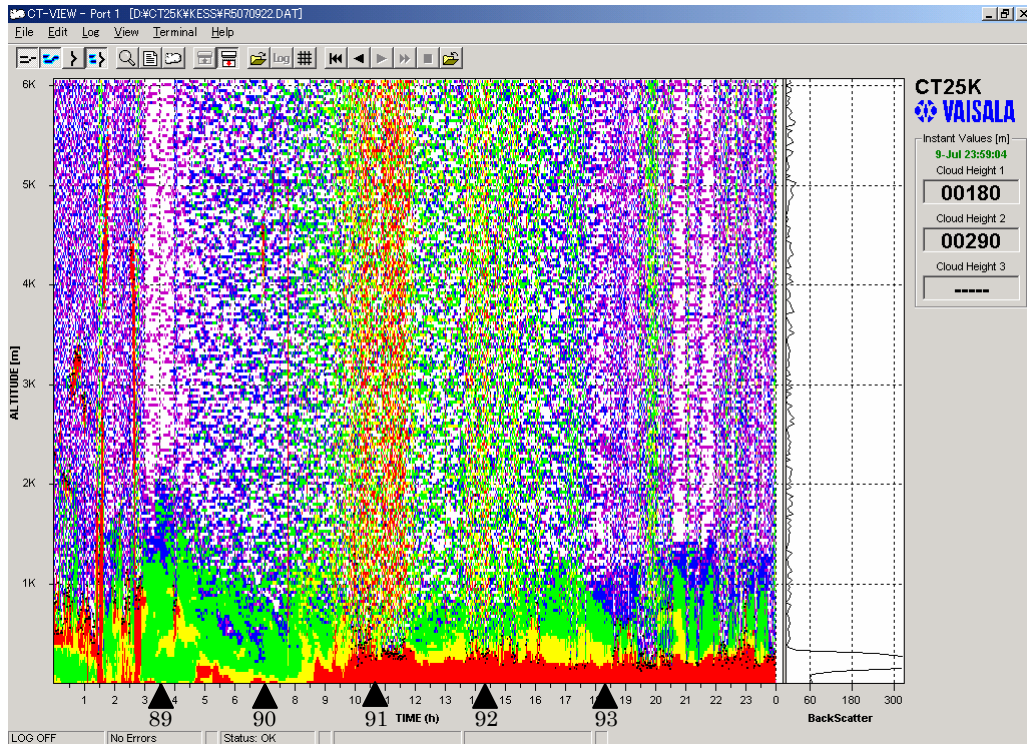 CT-VIEW - Port 1 [D:¥CT25K¥KESS¥R5070922.DAT]
File Edit Log View Terminal Help
Log
6K
5K
4K
3K
2K
1K
ALTITUDE [m]
1 2 3 4 5 6 7 8 9 10 11 12 13 14 15 16 17 18 19 20 21 22 23 0
TIME (h)
89 90 91 92 93
60 180 300
BackScatter
CT25K
VAISALA
Instant Values [m]
9-Jul 23:59:04
Cloud Height 1
00180
Cloud Height 2
00290
Cloud Height 3
-----
LOG OFF No Errors Status: OK